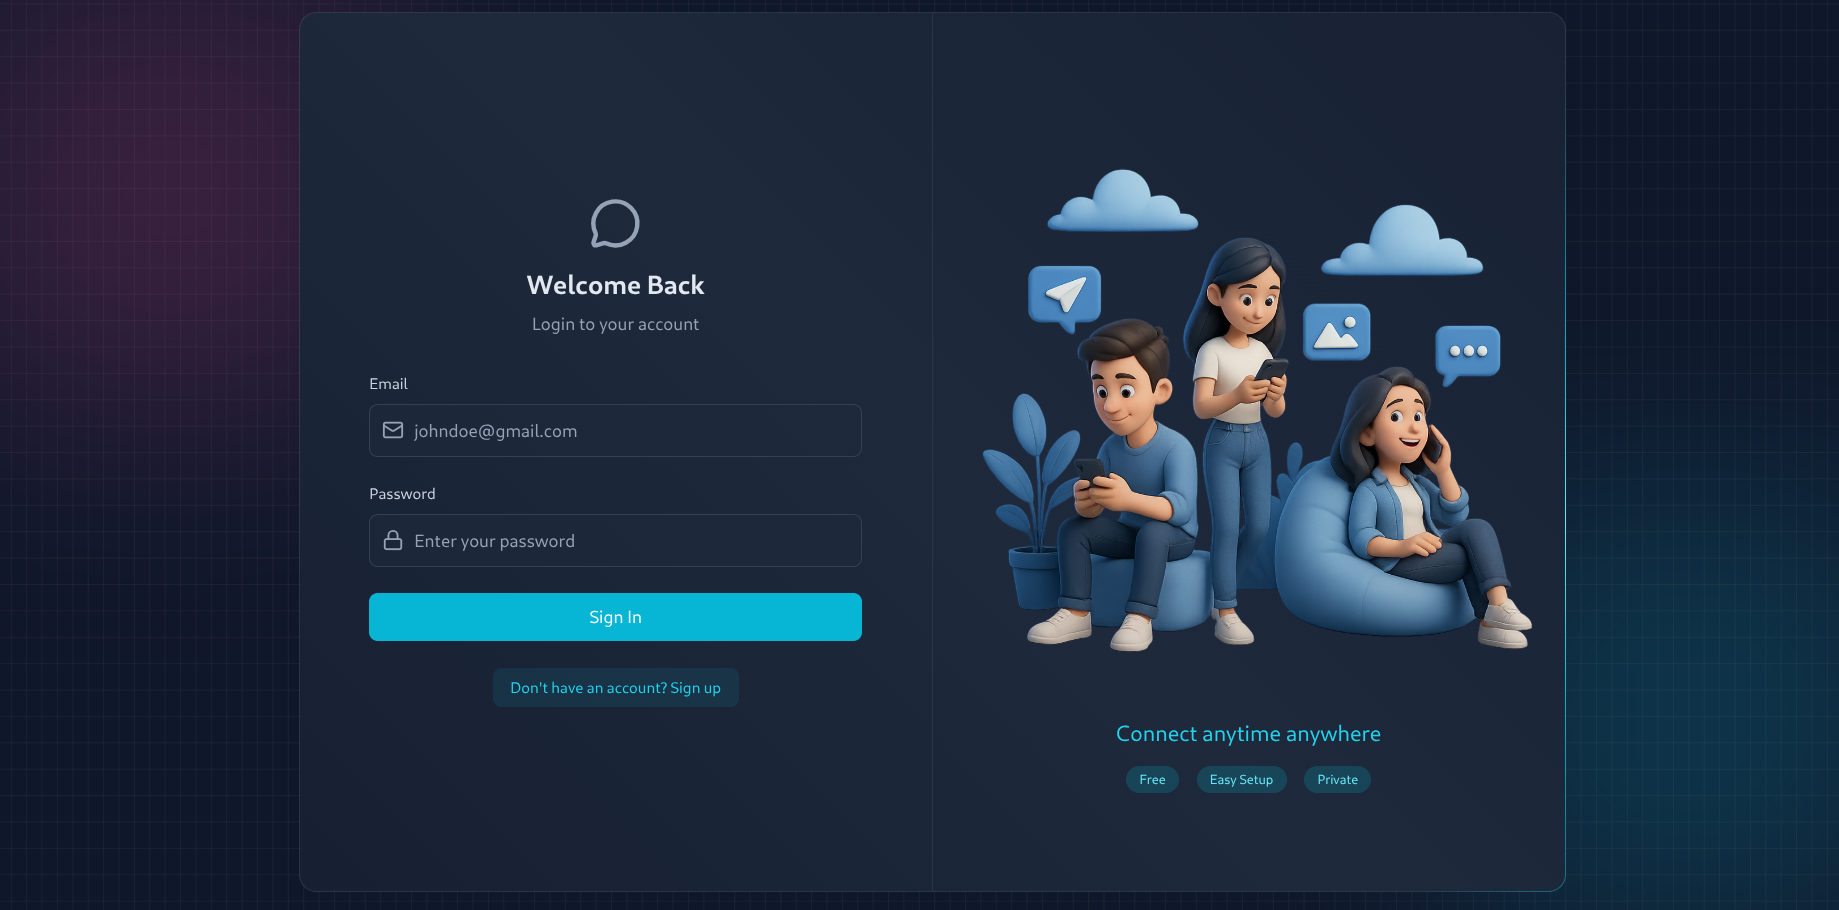 Welcome Back
Login to your account
Email
johndoe@gmail.com
Password
Enter your password
Sign In
Don't have an account? Sign up
Connect anytime anywhere
Free
Easy Setup
Private